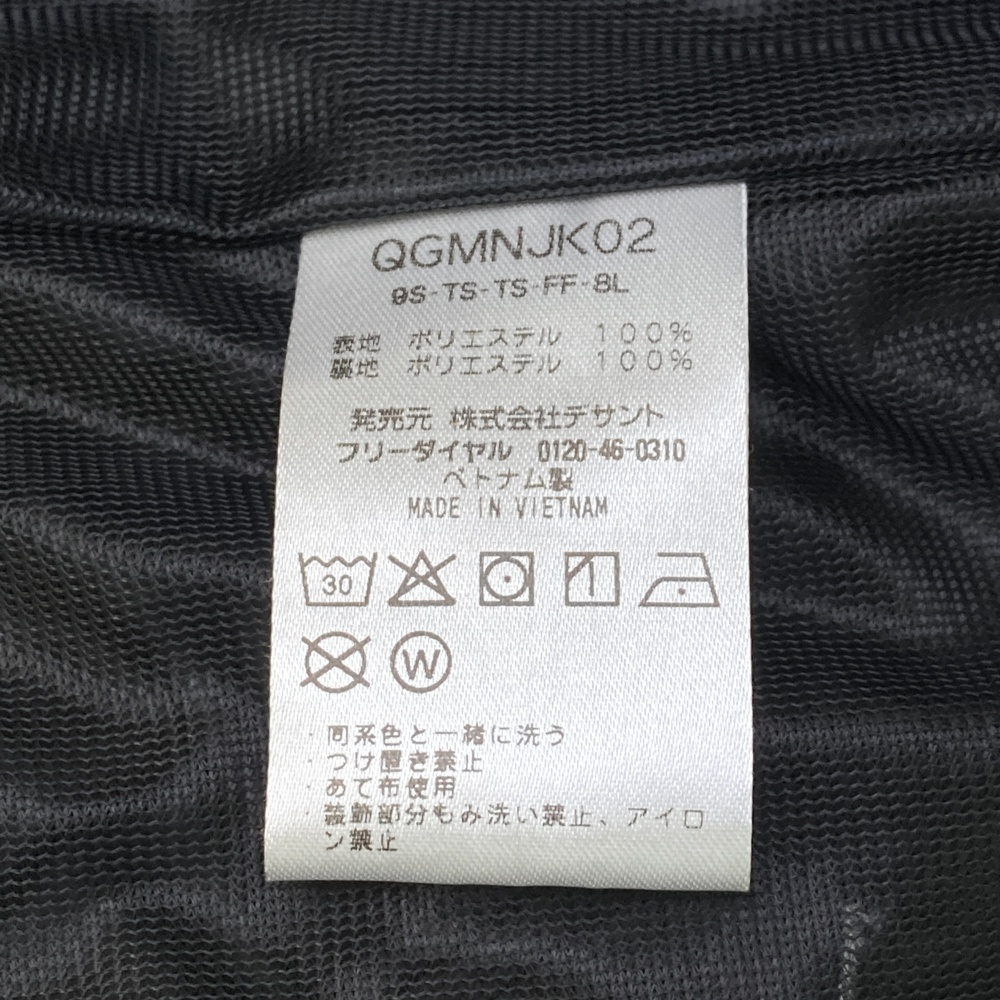 QGMNJK02
9S-TS-TS-FF-8L
表地 ポリエステル 100%
裏地 ポリエステル 100%
発売元 株式会社デサント
フリーダイヤル 0120-46-0310
ベトナム製
MADE IN VIETNAM
30
W
・同系色と一緒に洗う
・つけ置き禁止
・あて布使用
・装飾部分もみ洗い禁止、アイロ
ン禁止